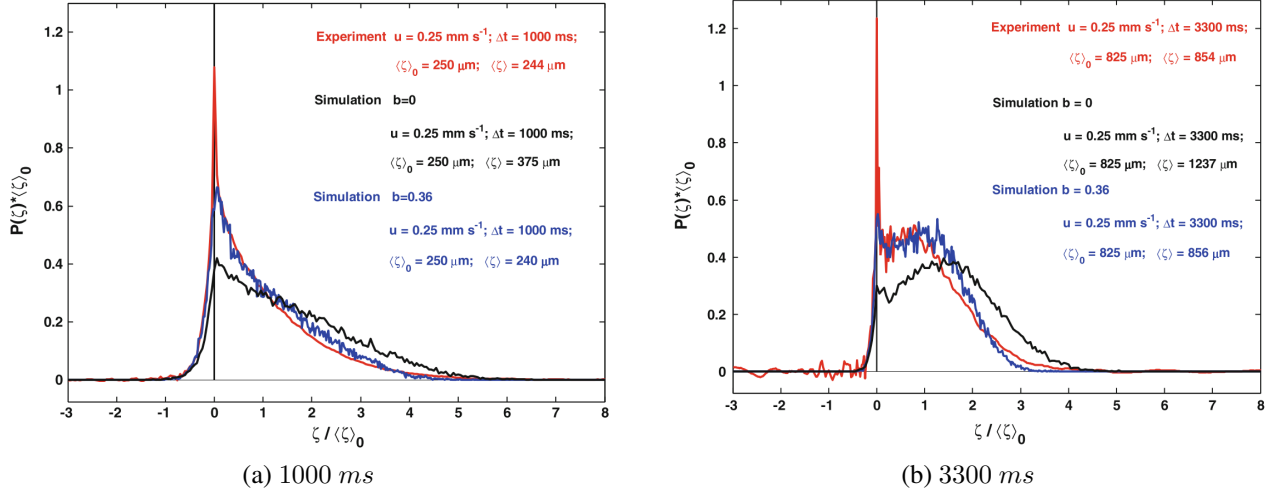 1.2
1
0.8
0.6
0.4
0.2
0
P(ζ)*⟨ζ⟩₀
Experiment u = 0.25 mm s⁻¹; Δt = 1000 ms;
⟨ζ⟩₀ = 250 μm; ⟨ζ⟩ = 244 μm
Simulation b=0
u = 0.25 mm s⁻¹; Δt = 1000 ms;
⟨ζ⟩₀ = 250 μm; ⟨ζ⟩ = 375 μm
Simulation b=0.36
u = 0.25 mm s⁻¹; Δt = 1000 ms;
⟨ζ⟩₀ = 250 μm; ⟨ζ⟩ = 240 μm
-3 -2 -1 0 1 2 3 4 5 6 7 8
ζ / ⟨ζ⟩₀
(a) 1000 ms
1.2
1
0.8
0.6
0.4
0.2
0
P(ζ)*⟨ζ⟩₀
Experiment u = 0.25 mm s⁻¹; Δt = 3300 ms;
⟨ζ⟩₀ = 825 μm; ⟨ζ⟩ = 854 μm
Simulation b = 0
u = 0.25 mm s⁻¹; Δt = 3300 ms;
⟨ζ⟩₀ = 825 μm; ⟨ζ⟩ = 1237 μm
Simulation b = 0.36
u = 0.25 mm s⁻¹; Δt = 3300 ms;
⟨ζ⟩₀ = 825 μm; ⟨ζ⟩ = 856 μm
-3 -2 -1 0 1 2 3 4 5 6 7 8
ζ / ⟨ζ⟩₀
(b) 3300 ms